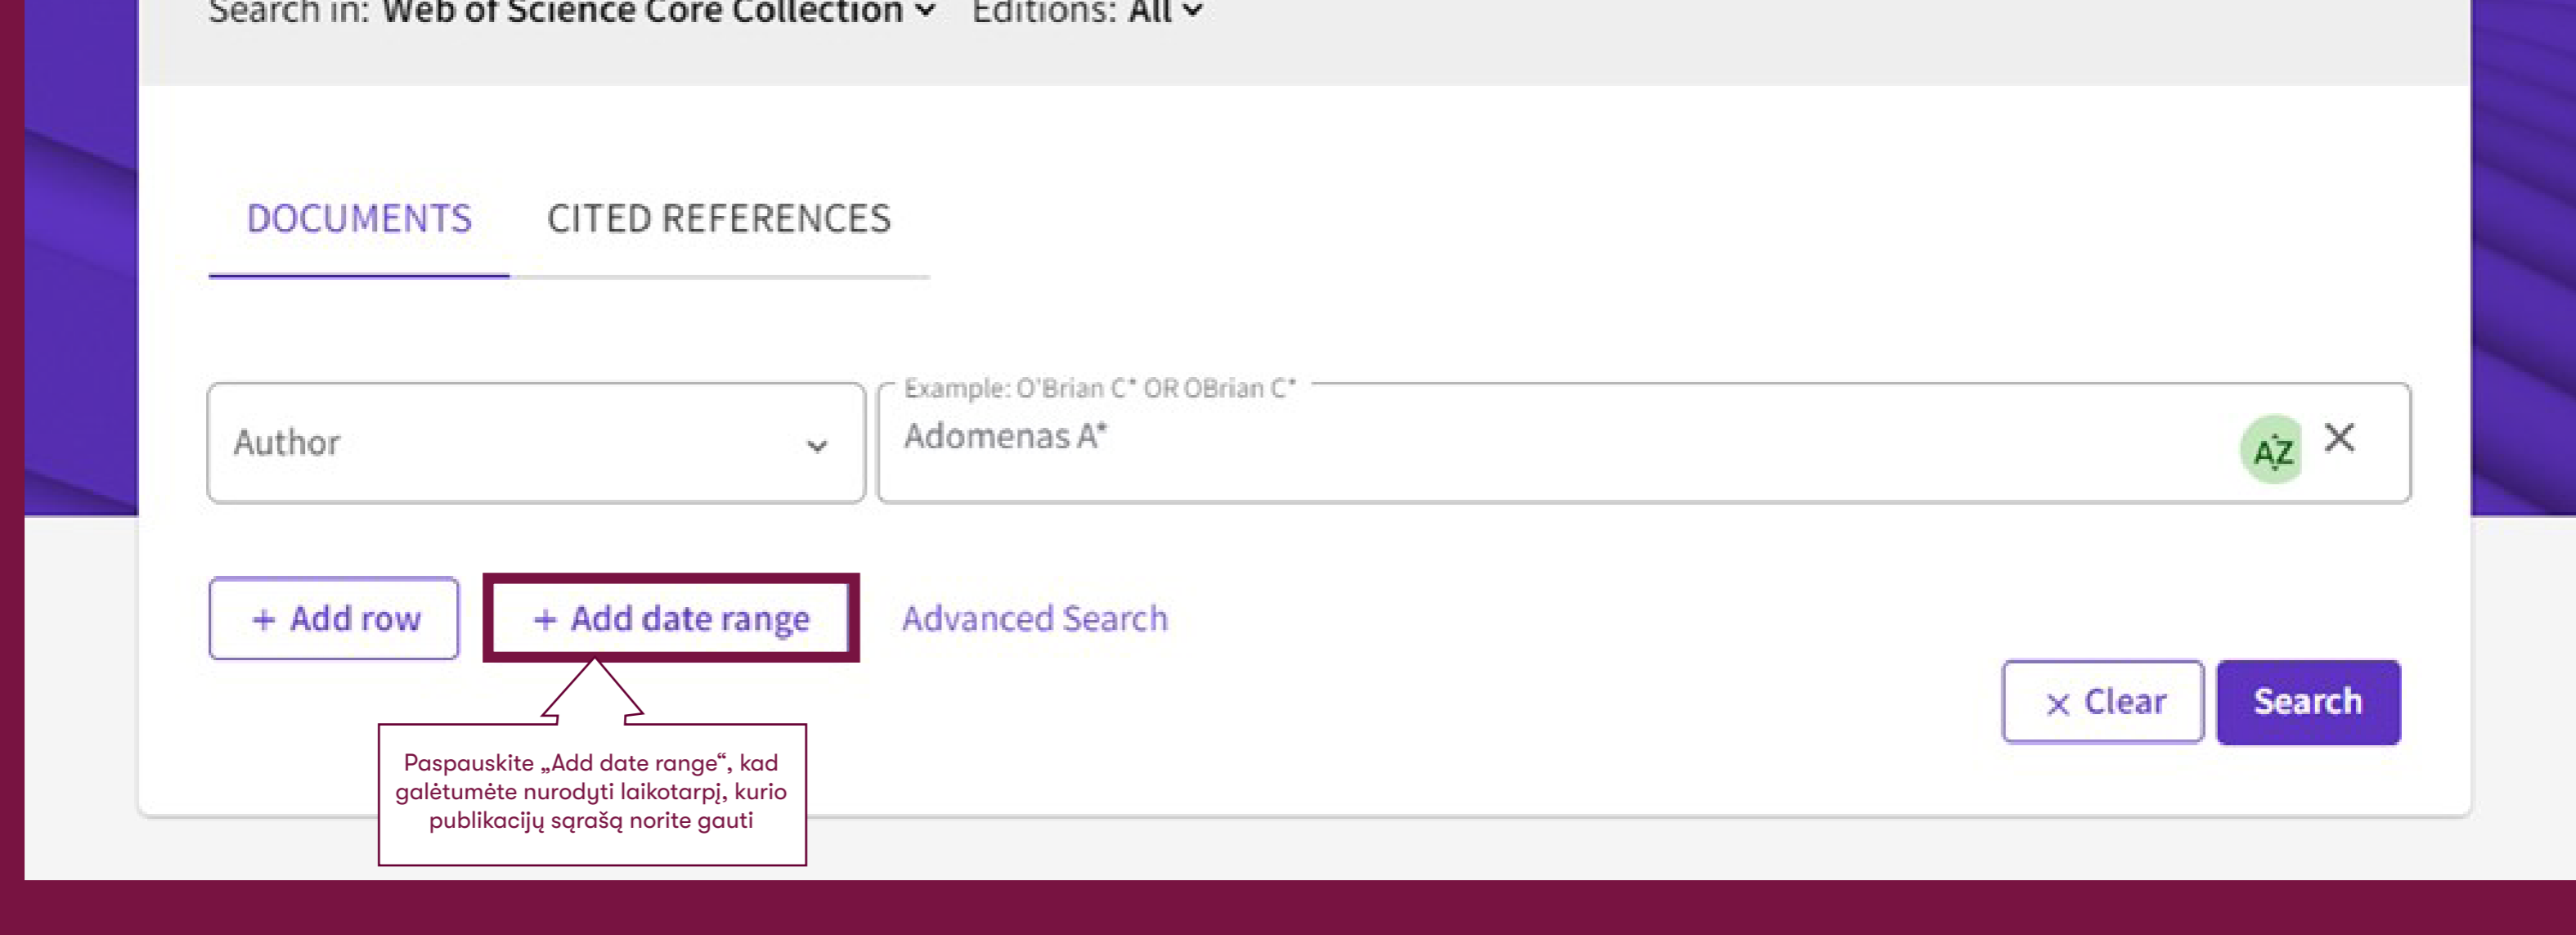 Search in: Web of Science Core Collection Editions: All
DOCUMENTS CITED REFERENCES
Example: O'Brian C* OR OBrian C*
Author Adomenas A* AZ
+ Add row + Add date range Advanced Search
× Clear Search
Paspauskite „Add date range“, kad
galėtumėte nurodyti laikotarpį, kurio
publikacijų sąrašą norite gauti